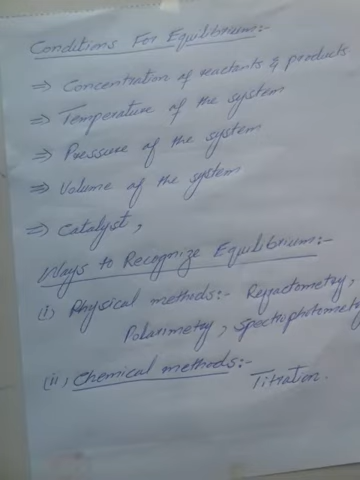 Conditions For Equilibrium:-
⇒ Concentration of reactants & products
⇒ Temperature of the system
⇒ Pressure of the system
⇒ Volume of the system
⇒ Catalyst,
Ways to Recognize Equilibrium:-
(i) Physical methods:- Refractometry,
Polarimetry, Spectrophotometry
(ii) Chemical methods:-
Titration.